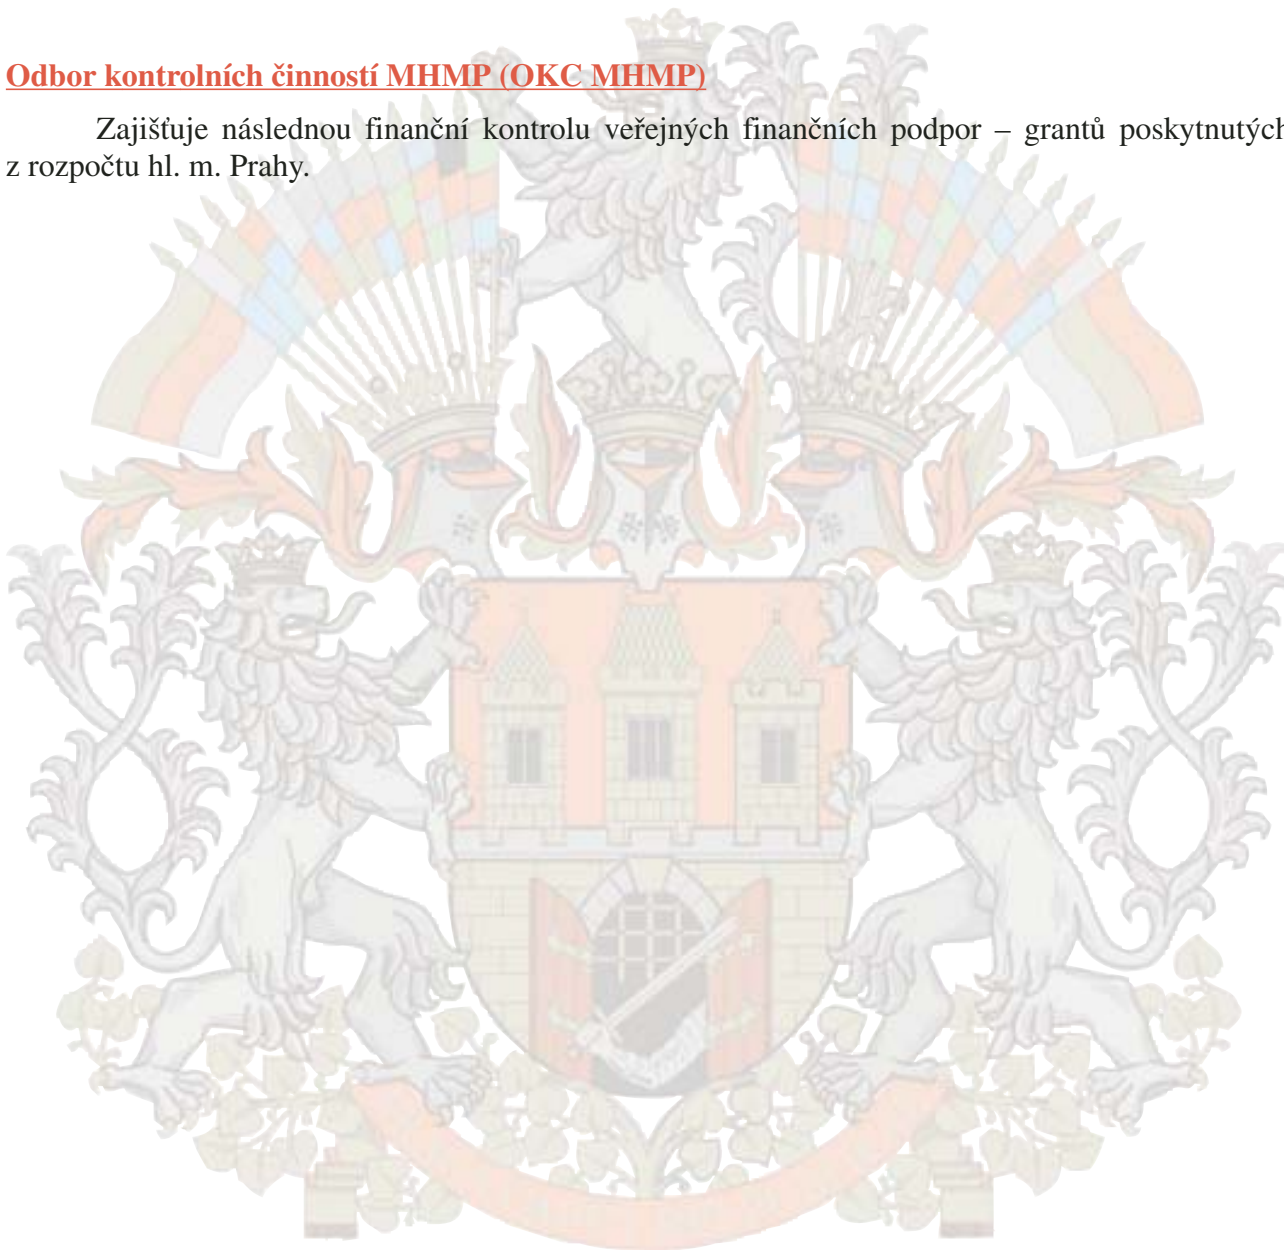 Odbor kontrolních činností MHMP (OKC MHMP)
Zajišťuje následnou finanční kontrolu veřejných finančních podpor – grantů poskytnutých
z rozpočtu hl. m. Prahy.